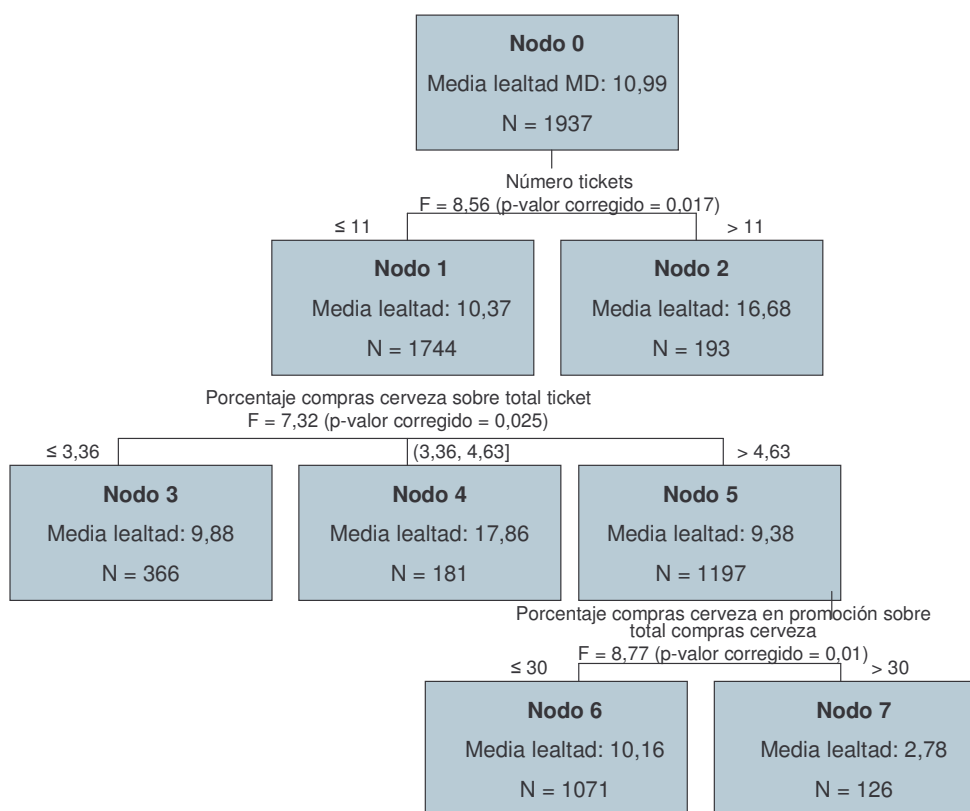 Nodo 0
Media lealtad MD: 10,99
N = 1937
Número tickets
F = 8,56 (p-valor corregido = 0,017)
≤ 11
> 11
Nodo 1
Media lealtad: 10,37
N = 1744
Nodo 2
Media lealtad: 16,68
N = 193
Porcentaje compras cerveza sobre total ticket
F = 7,32 (p-valor corregido = 0,025)
≤ 3,36
(3,36, 4,63]
> 4,63
Nodo 3
Media lealtad: 9,88
N = 366
Nodo 4
Media lealtad: 17,86
N = 181
Nodo 5
Media lealtad: 9,38
N = 1197
Porcentaje compras cerveza en promoción sobre
total compras cerveza
F = 8,77 (p-valor corregido = 0,01)
≤ 30
> 30
Nodo 6
Media lealtad: 10,16
N = 1071
Nodo 7
Media lealtad: 2,78
N = 126